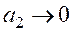 a₂ → 0